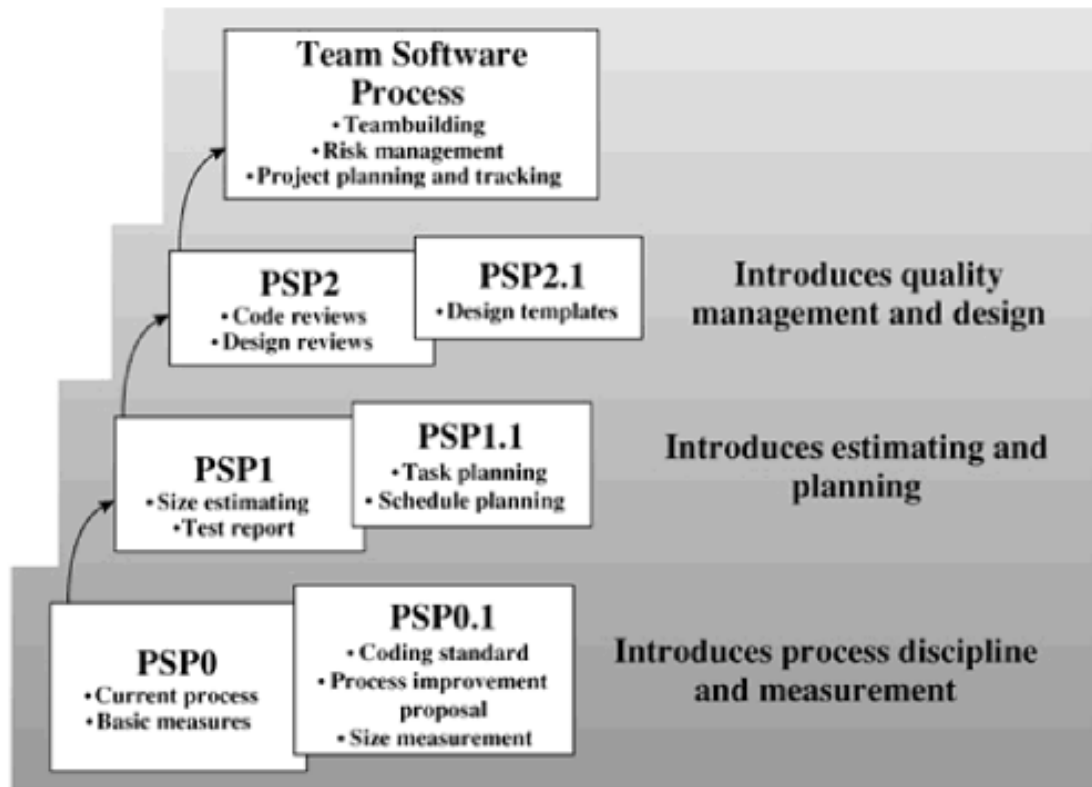 Team Software
Process
• Teambuilding
• Risk management
• Project planning and tracking
PSP2
• Code reviews
• Design reviews
PSP2.1
• Design templates
Introduces quality
management and design
PSP1
• Size estimating
• Test report
PSP1.1
• Task planning
• Schedule planning
Introduces estimating and
planning
PSP0
• Current process
• Basic measures
PSP0.1
• Coding standard
• Process improvement
proposal
• Size measurement
Introduces process discipline
and measurement